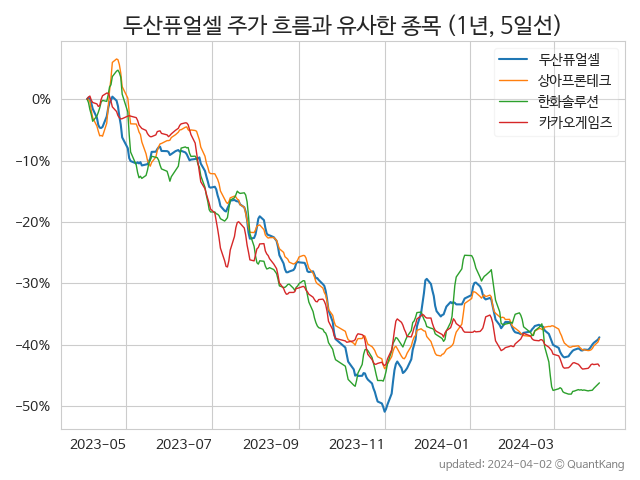 두산퓨얼셀 주가 흐름과 유사한 종목 (1년, 5일선)
두산퓨얼셀
상아프론테크
한화솔루션
카카오게임즈
0%
−10%
−20%
−30%
−40%
−50%
2023-05 2023-07 2023-09 2023-11 2024-01 2024-03
updated: 2024-04-02 © QuantKang